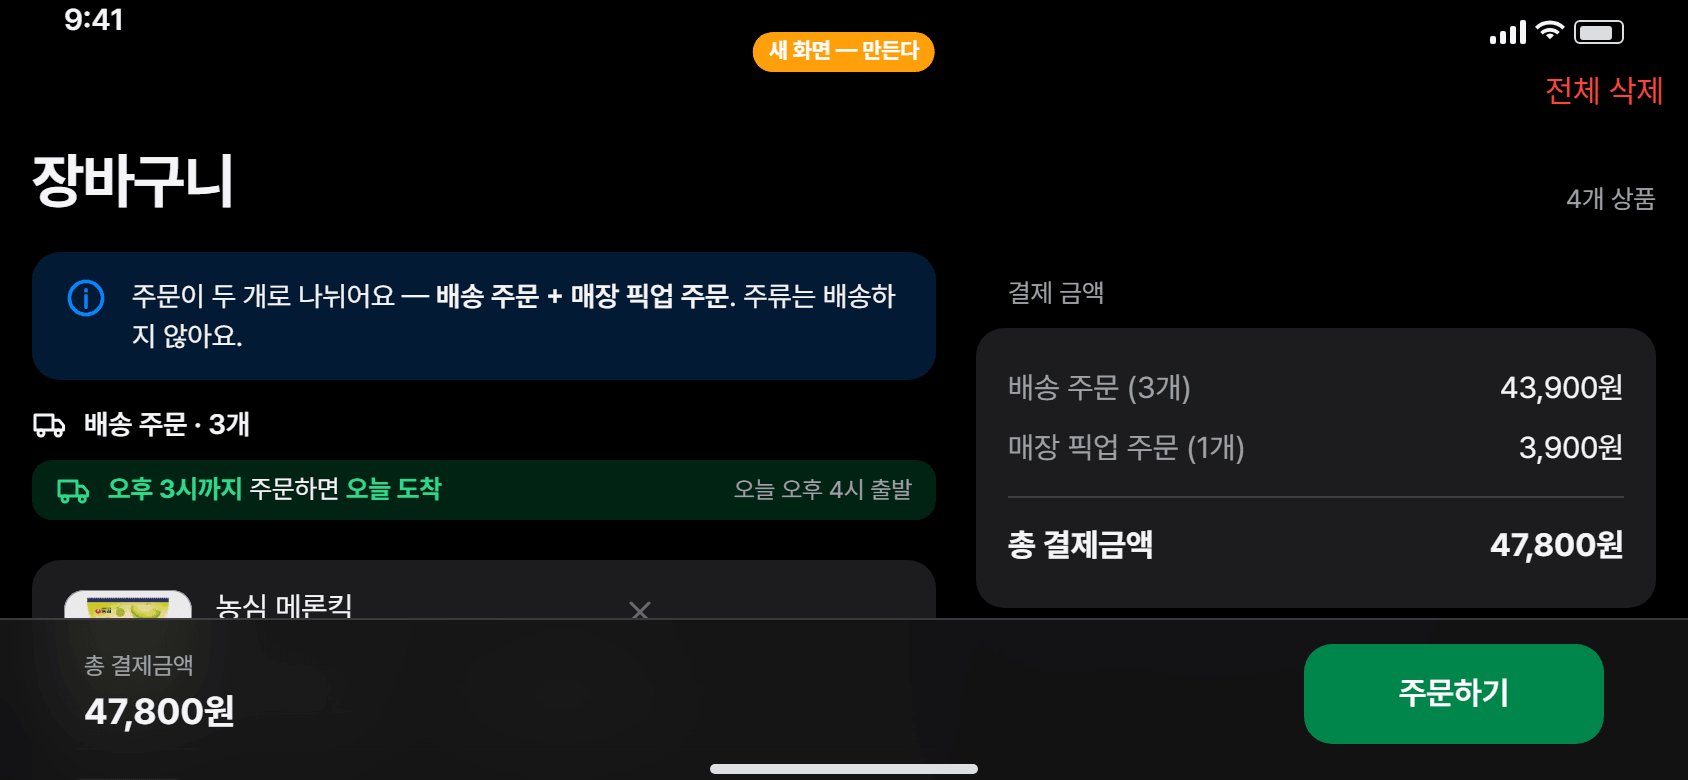 9:41
새 화면 — 만든다
전체 삭제
장바구니
4개 상품
주문이 두 개로 나뉘어요 — 배송 주문 + 매장 픽업 주문. 주류는 배송하
지 않아요.
배송 주문 · 3개
오후 3시까지 주문하면 오늘 도착
오늘 오후 4시 출발
농심 메론킥
결제 금액
배송 주문 (3개)
43,900원
매장 픽업 주문 (1개)
3,900원
총 결제금액
47,800원
총 결제금액
47,800원
주문하기